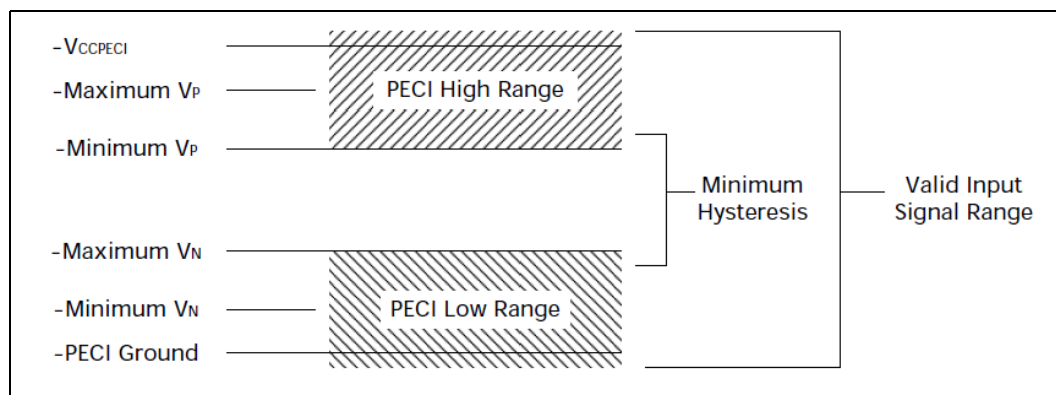 -VCCPECI
-Maximum VP
-Minimum VP
-Maximum VN
-Minimum VN
-PECI Ground
PECI High Range
PECI Low Range
Minimum
Hysteresis
Valid Input
Signal Range